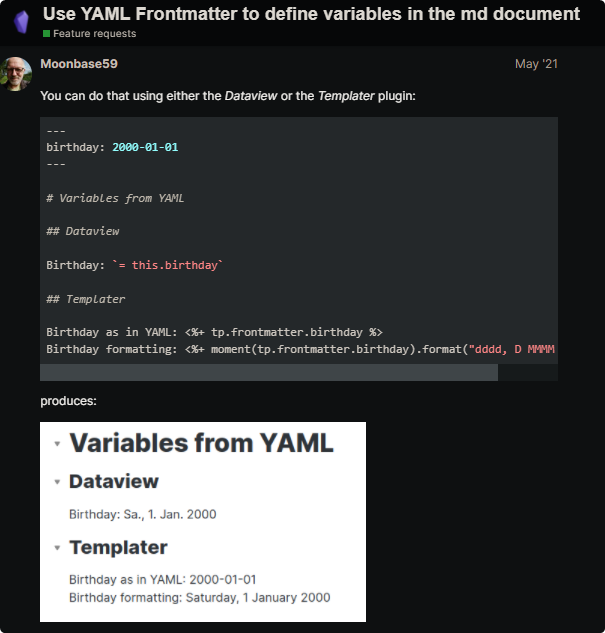 Use YAML Frontmatter to define variables in the md document
Feature requests
Moonbase59
May '21
You can do that using either the Dataview or the Templater plugin:
---
birthday: 2000-01-01
---
# Variables from YAML
## Dataview
Birthday: `= this.birthday`
## Templater
Birthday as in YAML: <%+ tp.frontmatter.birthday %>
Birthday formatting: <%+ moment(tp.frontmatter.birthday).format("dddd, D MMMM
produces:
Variables from YAML
Dataview
Birthday: Sa., 1. Jan. 2000
Templater
Birthday as in YAML: 2000-01-01
Birthday formatting: Saturday, 1 January 2000